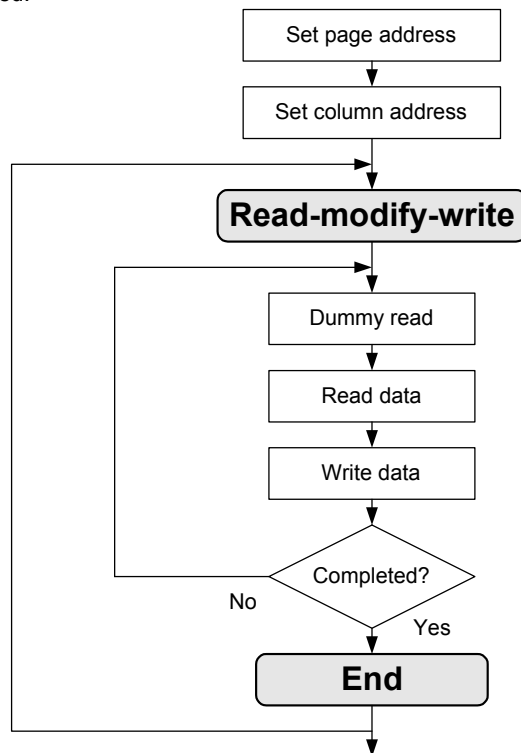 Set page address
Set column address
Read-modify-write
Dummy read
Read data
Write data
Completed?
No
Yes
End